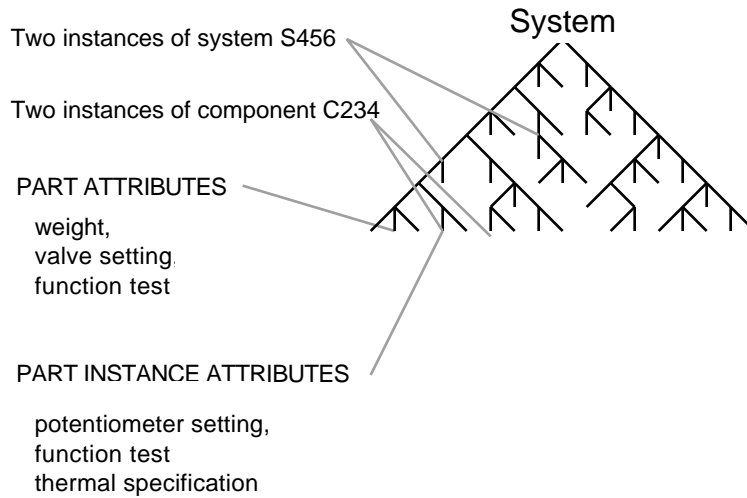 System
Two instances of system S456
Two instances of component C234
PART ATTRIBUTES
weight,
valve setting,
function test
PART INSTANCE ATTRIBUTES
potentiometer setting,
function test
thermal specification